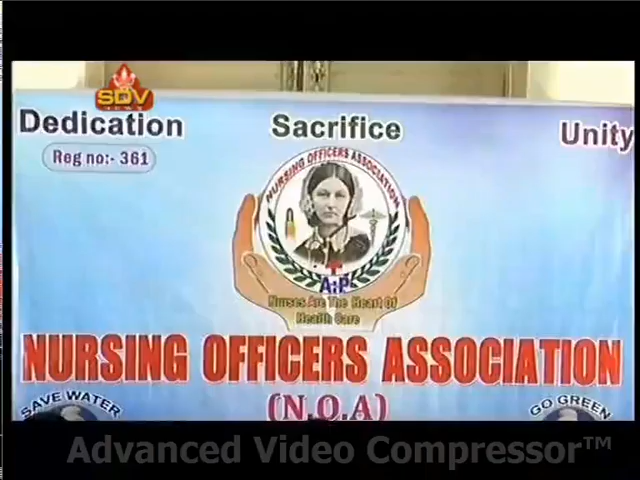 SDV
NEWS
Dedication
Sacrifice
Unity
Reg no:- 361
NURSING OFFICERS ASSOCIATION
A:P
Nurses Are The Heart Of
Health Care
NURSING OFFICERS ASSOCIATION
(N.O.A)
SAVE WATER
GO GREEN
Advanced Video Compressor™